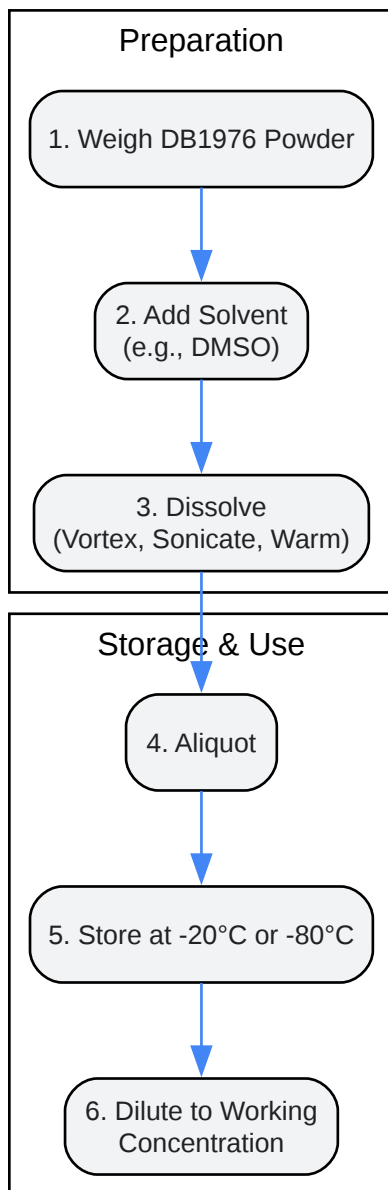 Preparation
1. Weigh DB1976 Powder
2. Add Solvent
(e.g., DMSO)
3. Dissolve
(Vortex, Sonicate, Warm)
Storage & Use
4. Aliquot
5. Store at -20°C or -80°C
6. Dilute to Working
Concentration